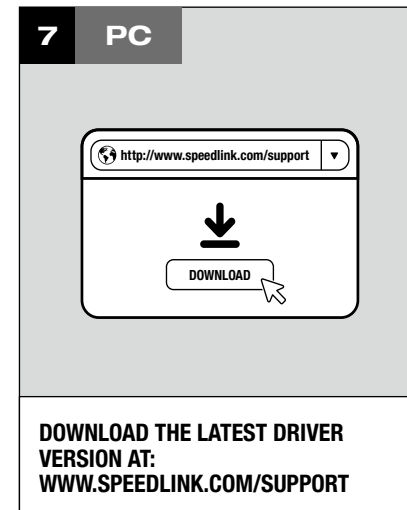 7 PC
http://www.speedlink.com/support
DOWNLOAD
DOWNLOAD THE LATEST DRIVER
VERSION AT:
WWW.SPEEDLINK.COM/SUPPORT